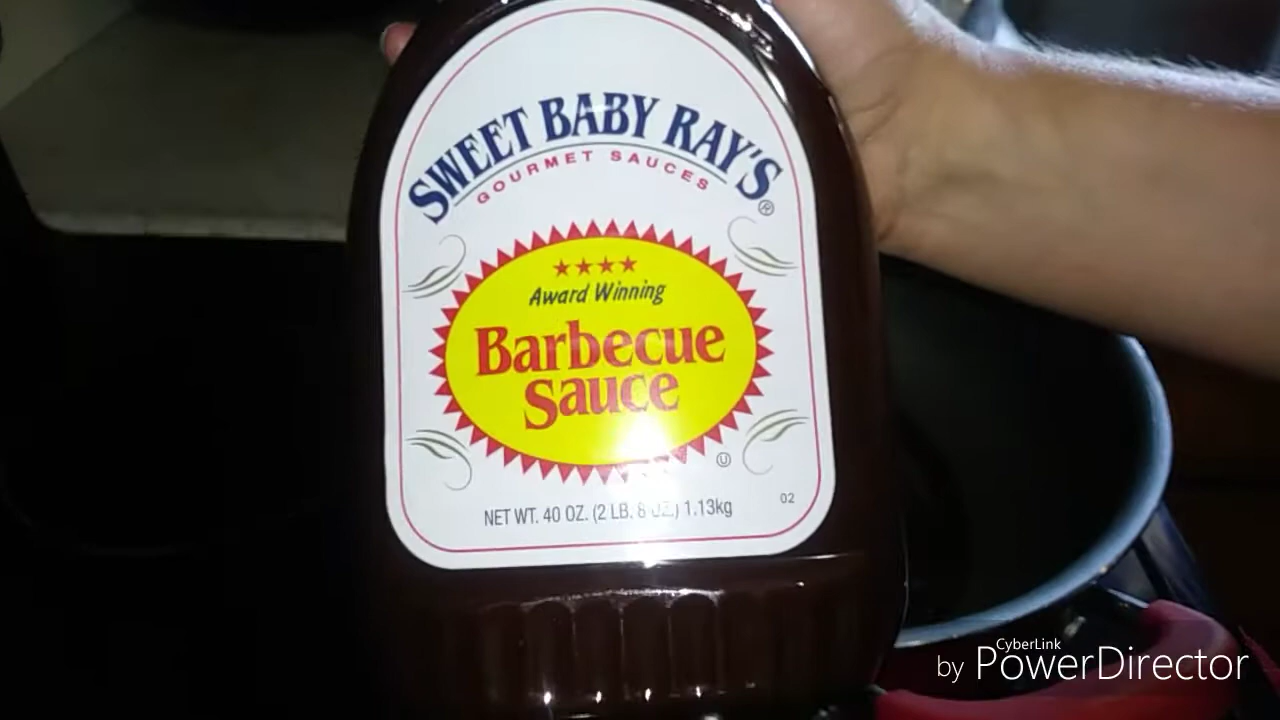 SWEET BABY RAY'S
GOURMET SAUCES
®
★★★★
Award Winning
Barbecue
Sauce
Ⓤ
NET WT. 40 OZ. (2 LB. 8 OZ.) 1.13kg
02
CyberLink
by PowerDirector